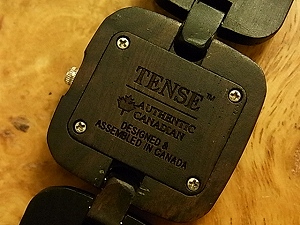 TENSE™
AUTHENTIC
CANADIAN
DESIGNED &
ASSEMBLED IN CANADA